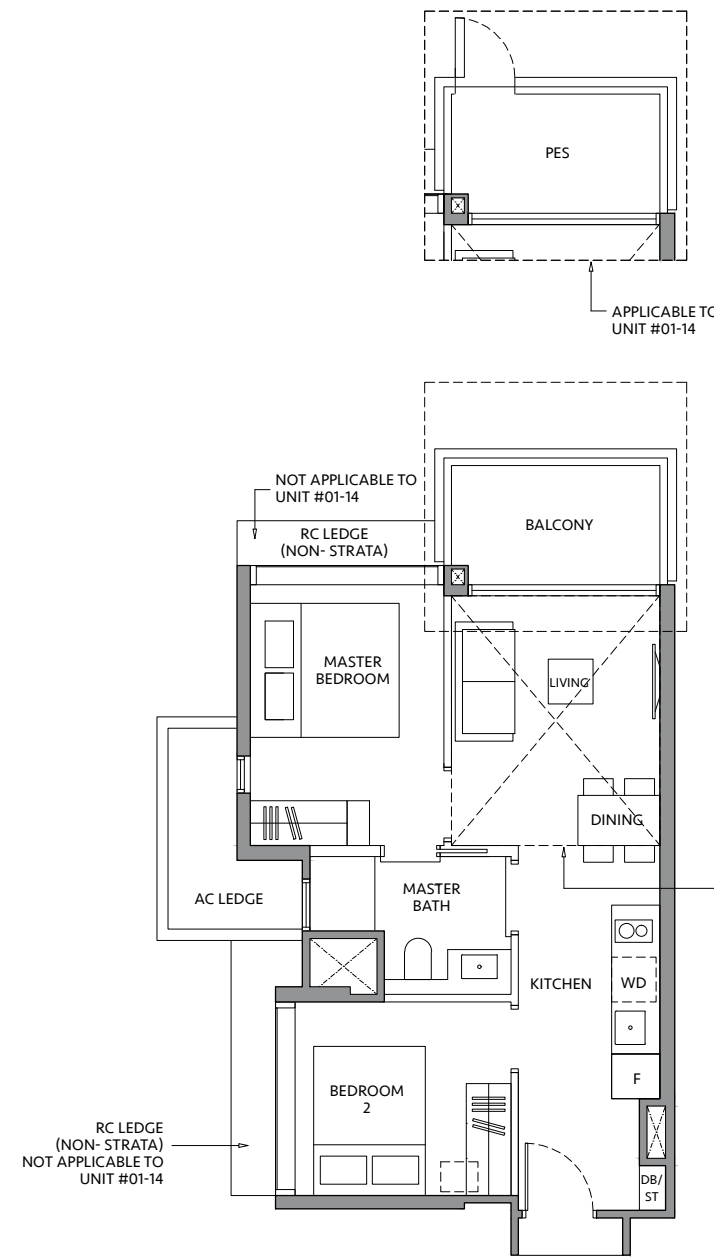 PES
APPLICABLE TO
UNIT #01-14
NOT APPLICABLE TO
UNIT #01-14
RC LEDGE
(NON- STRATA)
BALCONY
MASTER
BEDROOM
LIVING
DINING
AC LEDGE
MASTER
BATH
KITCHEN
WD
F
BEDROOM
2
RC LEDGE
(NON- STRATA)
NOT APPLICABLE TO
UNIT #01-14
DB/
ST